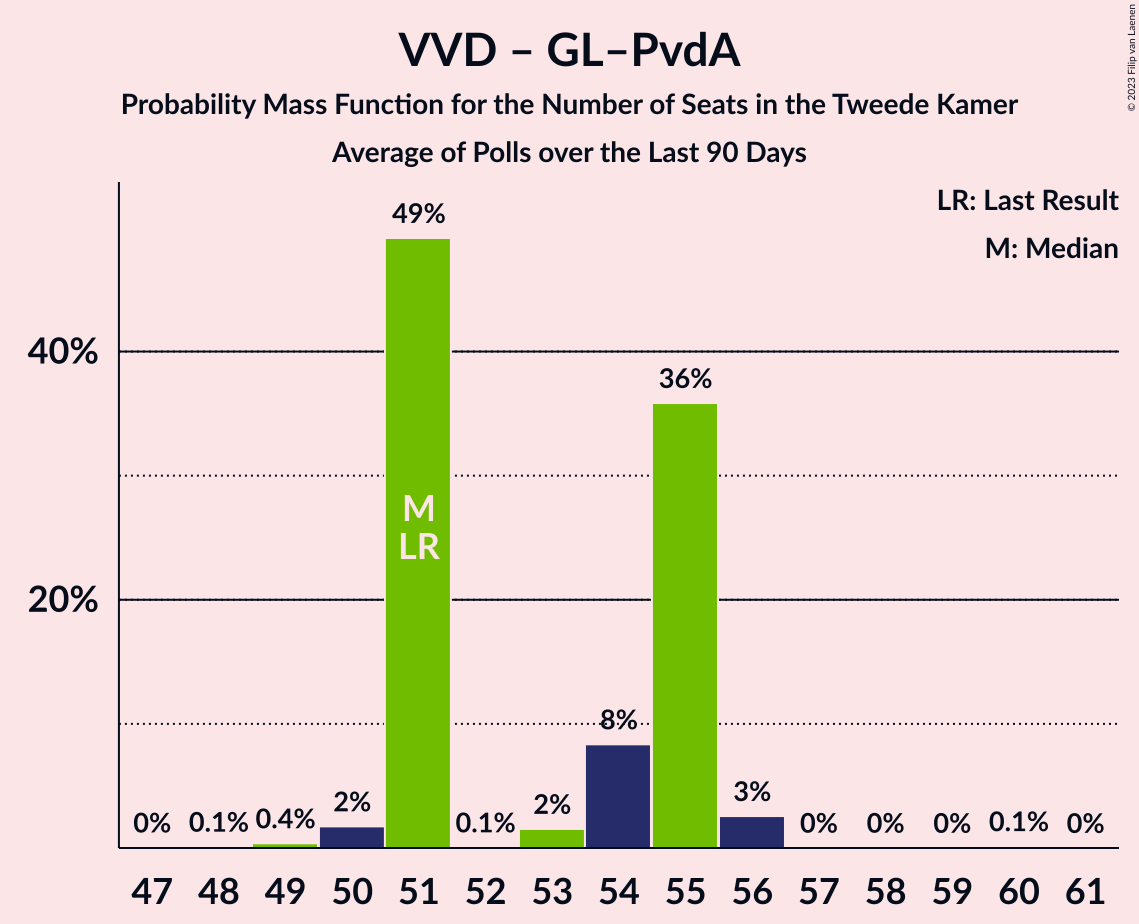 VVD – GL–PvdA
Probability Mass Function for the Number of Seats in the Tweede Kamer
Average of Polls over the Last 90 Days
© 2023 Filip van Laenen
LR: Last Result
M: Median
49%
40%
36%
M
LR
20%
8%
3%
2%
2%
0% 0.1% 0.4% 0.1% 0% 0% 0% 0.1% 0%
47 48 49 50 51 52 53 54 55 56 57 58 59 60 61